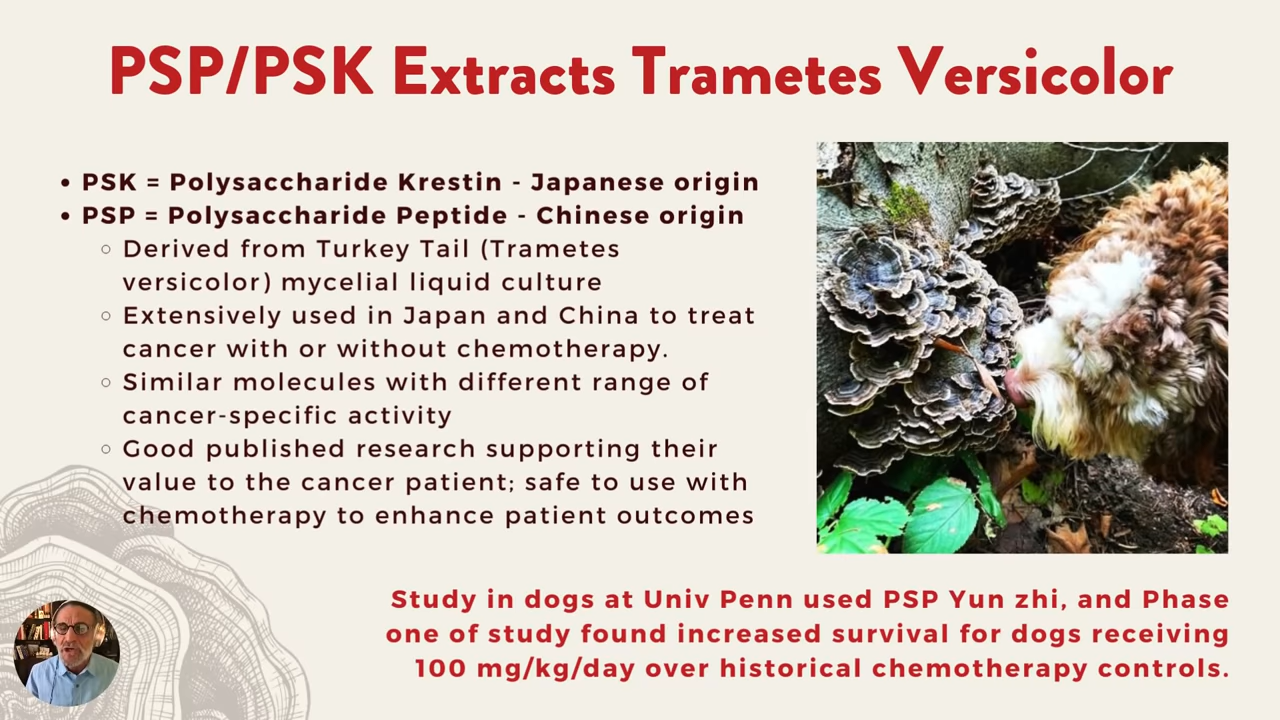 PSP/PSK Extracts Trametes Versicolor
• PSK = Polysaccharide Krestin - Japanese origin
• PSP = Polysaccharide Peptide - Chinese origin
○ Derived from Turkey Tail (Trametes
versicolor) mycelial liquid culture
○ Extensively used in Japan and China to treat
cancer with or without chemotherapy.
○ Similar molecules with different range of
cancer-specific activity
○ Good published research supporting their
value to the cancer patient; safe to use with
chemotherapy to enhance patient outcomes
Study in dogs at Univ Penn used PSP Yun zhi, and Phase
one of study found increased survival for dogs receiving
100 mg/kg/day over historical chemotherapy controls.